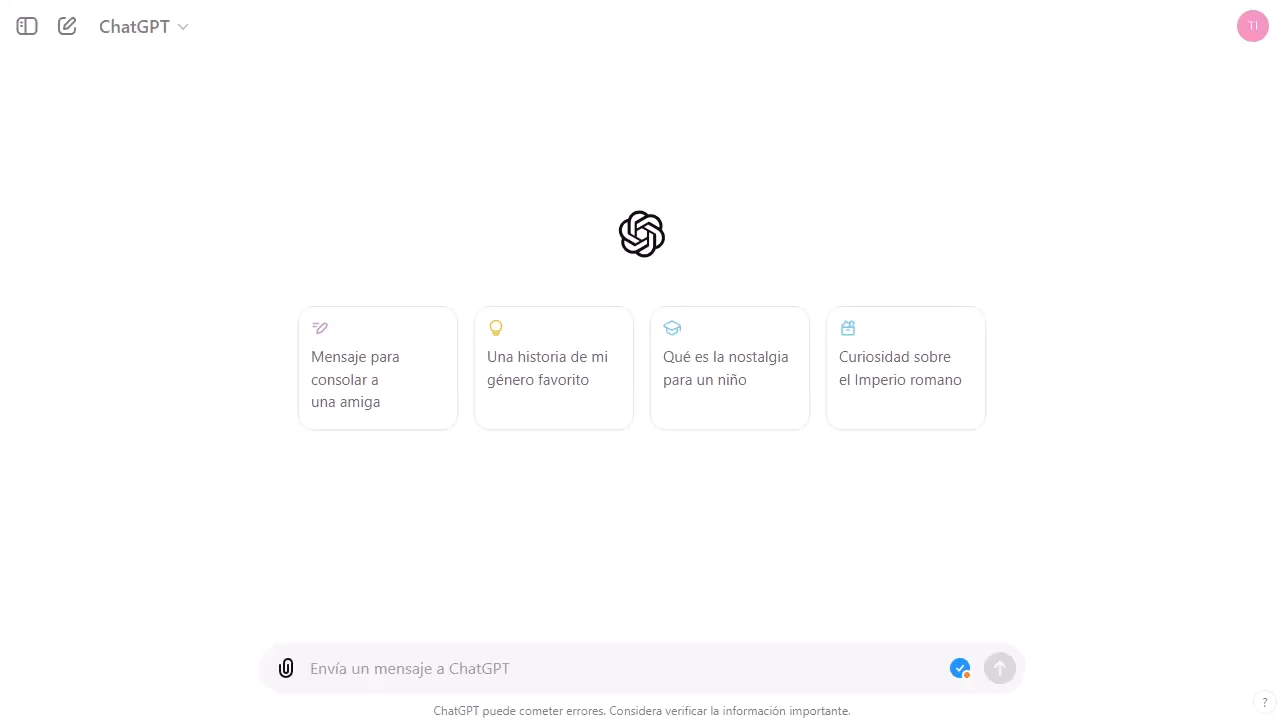 ChatGPT
TI
Mensaje para
consolar a
una amiga
Una historia de mi
género favorito
Qué es la nostalgia
para un niño
Curiosidad sobre
el Imperio romano
Envía un mensaje a ChatGPT
ChatGPT puede cometer errores. Considera verificar la información importante.
?